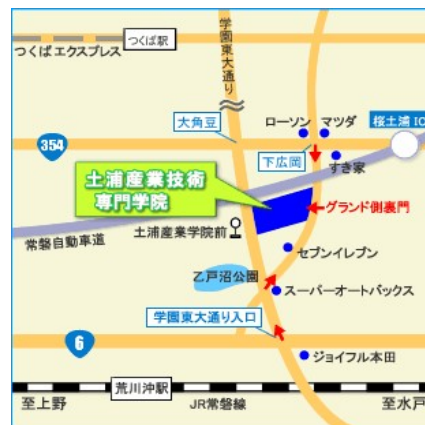 つくば駅
つくばエクスプレス
学園東大通り
大角豆
ローソン
マツダ
桜土浦 IC
354
下広岡
すき家
土浦産業技術
専門学院
グランド側裏門
土浦産業学院前
常磐自動車道
セブンイレブン
乙戸沼公園
スーパーオートバックス
学園東大通り入口
6
ジョイフル本田
荒川沖駅
至上野
JR常磐線
至水戸